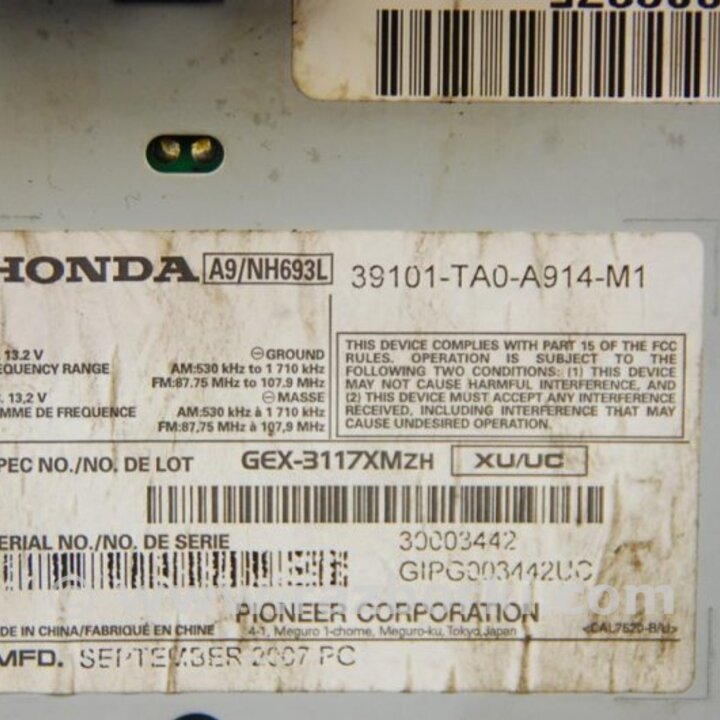 HONDA A9/NH693L 39101-TA0-A914-M1
13.2 V ⊖GROUND
EQUENCY RANGE AM:530 kHz to 1 710 kHz
FM:87.75 MHz to 107.9 MHz
13,2 V ⊖MASSE
MME DE FREQUENCE AM:530 kHz à 1 710 kHz
FM:87,75 MHz à 107,9 MHz
THIS DEVICE COMPLIES WITH PART 15 OF THE FCC
RULES. OPERATION IS SUBJECT TO THE
FOLLOWING TWO CONDITIONS: (1) THIS DEVICE
MAY NOT CAUSE HARMFUL INTERFERENCE, AND
(2) THIS DEVICE MUST ACCEPT ANY INTERFERENCE
RECEIVED, INCLUDING INTERFERENCE THAT MAY
CAUSE UNDESIRED OPERATION.
PEC NO./NO. DE LOT GEX-3117XMZH XU/UC
ERIAL NO./NO. DE SERIE 30003442
GIPG003442UC
PIONEER CORPORATION
DE IN CHINA/FABRIQUÉ EN CHINE 4-1, Meguro 1-chome, Meguro-ku, Tokyo Japan
MFD. SEPTEMBER 2007 PC